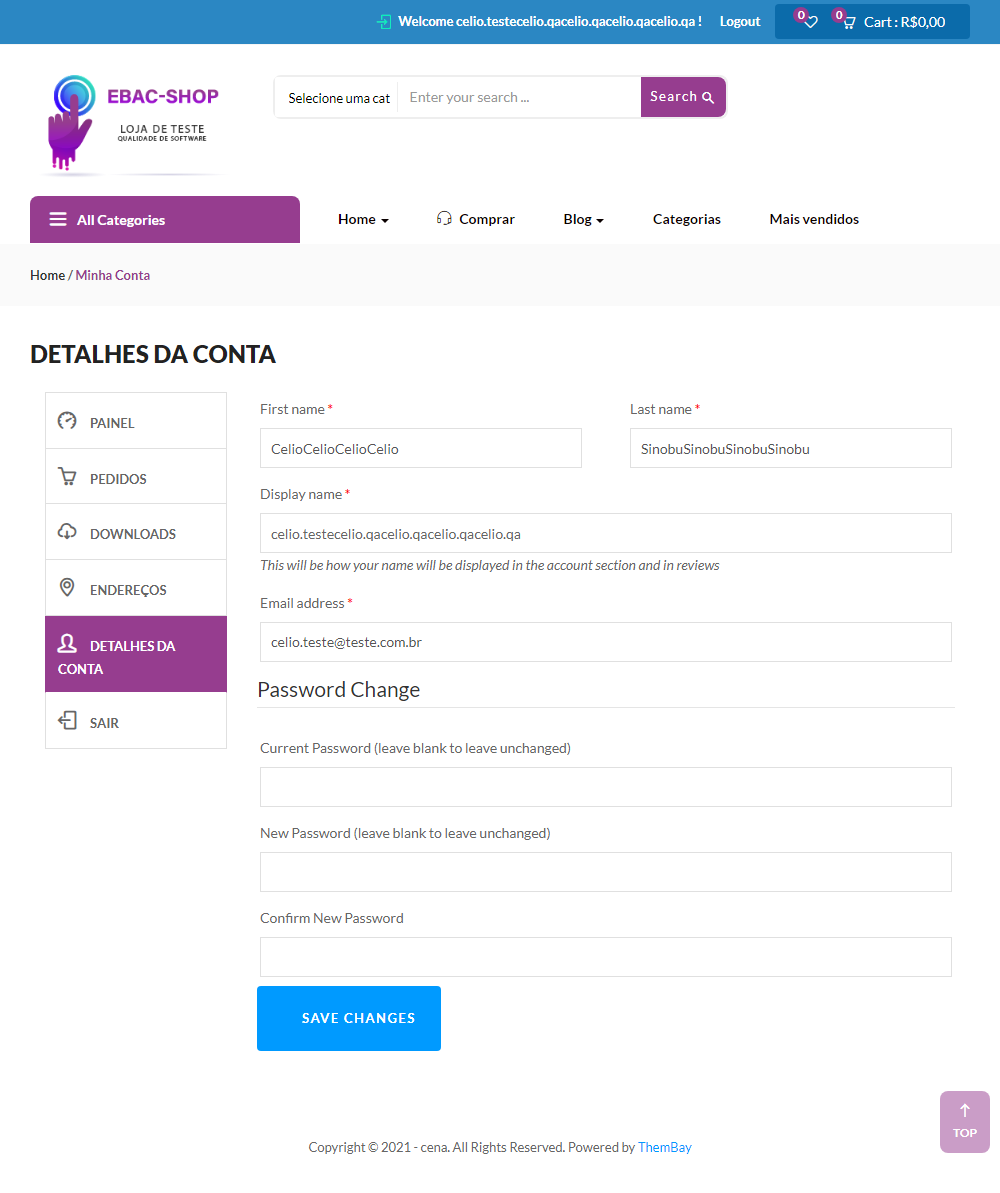 Welcome celio.testecelio.qacelio.qacelio.qacelio.qa ! Logout 0 0 Cart : R$0,00
EBAC-SHOP
LOJA DE TESTE
QUALIDADE DE SOFTWARE
Selecione uma cat Enter your search ... Search
All Categories Home Comprar Blog Categorias Mais vendidos
Home / Minha Conta
DETALHES DA CONTA
PAINEL
PEDIDOS
DOWNLOADS
ENDEREÇOS
DETALHES DA
CONTA
SAIR
First name * Last name *
CelioCelioCelioCelio SinobuSinobuSinobuSinobu
Display name *
celio.testecelio.qacelio.qacelio.qacelio.qa
This will be how your name will be displayed in the account section and in reviews
Email address *
celio.teste@teste.com.br
Password Change
Current Password (leave blank to leave unchanged)
New Password (leave blank to leave unchanged)
Confirm New Password
SAVE CHANGES
TOP
Copyright © 2021 - cena. All Rights Reserved. Powered by ThemBay